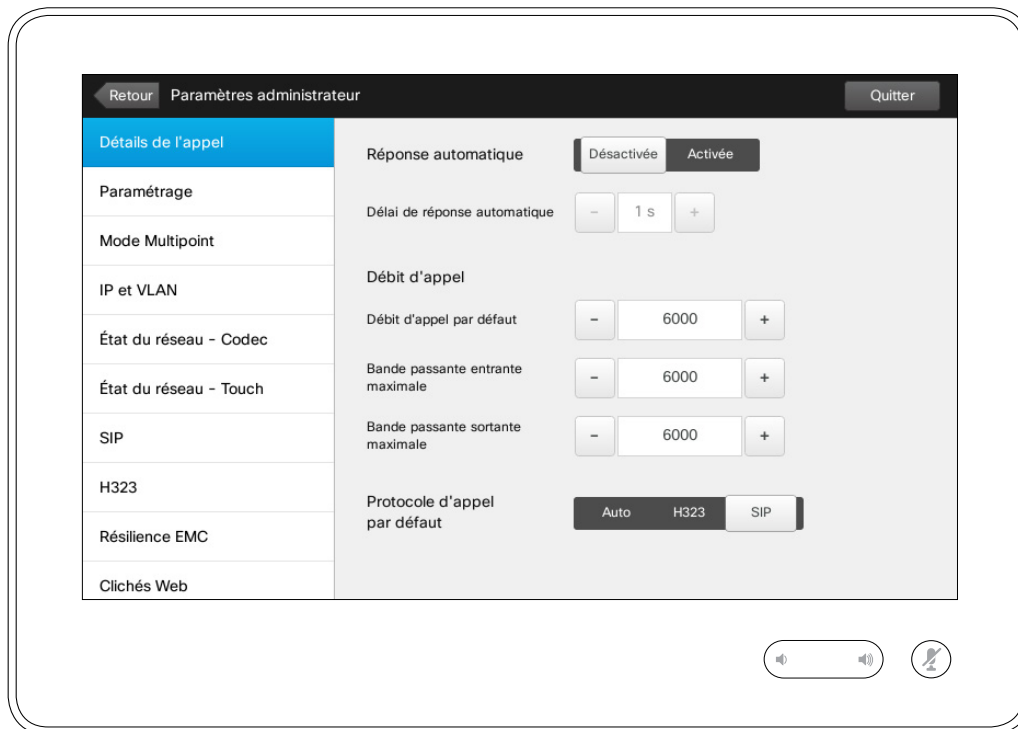 Retour Paramètres administrateur Quitter
Détails de l'appel
Paramétrage
Mode Multipoint
IP et VLAN
État du réseau - Codec
État du réseau - Touch
SIP
H323
Résilience EMC
Clichés Web
Réponse automatique Désactivée Activée
Délai de réponse automatique - 1 s +
Débit d'appel
Débit d'appel par défaut - 6000 +
Bande passante entrante
maximale - 6000 +
Bande passante sortante
maximale - 6000 +
Protocole d'appel
par défaut Auto H323 SIP